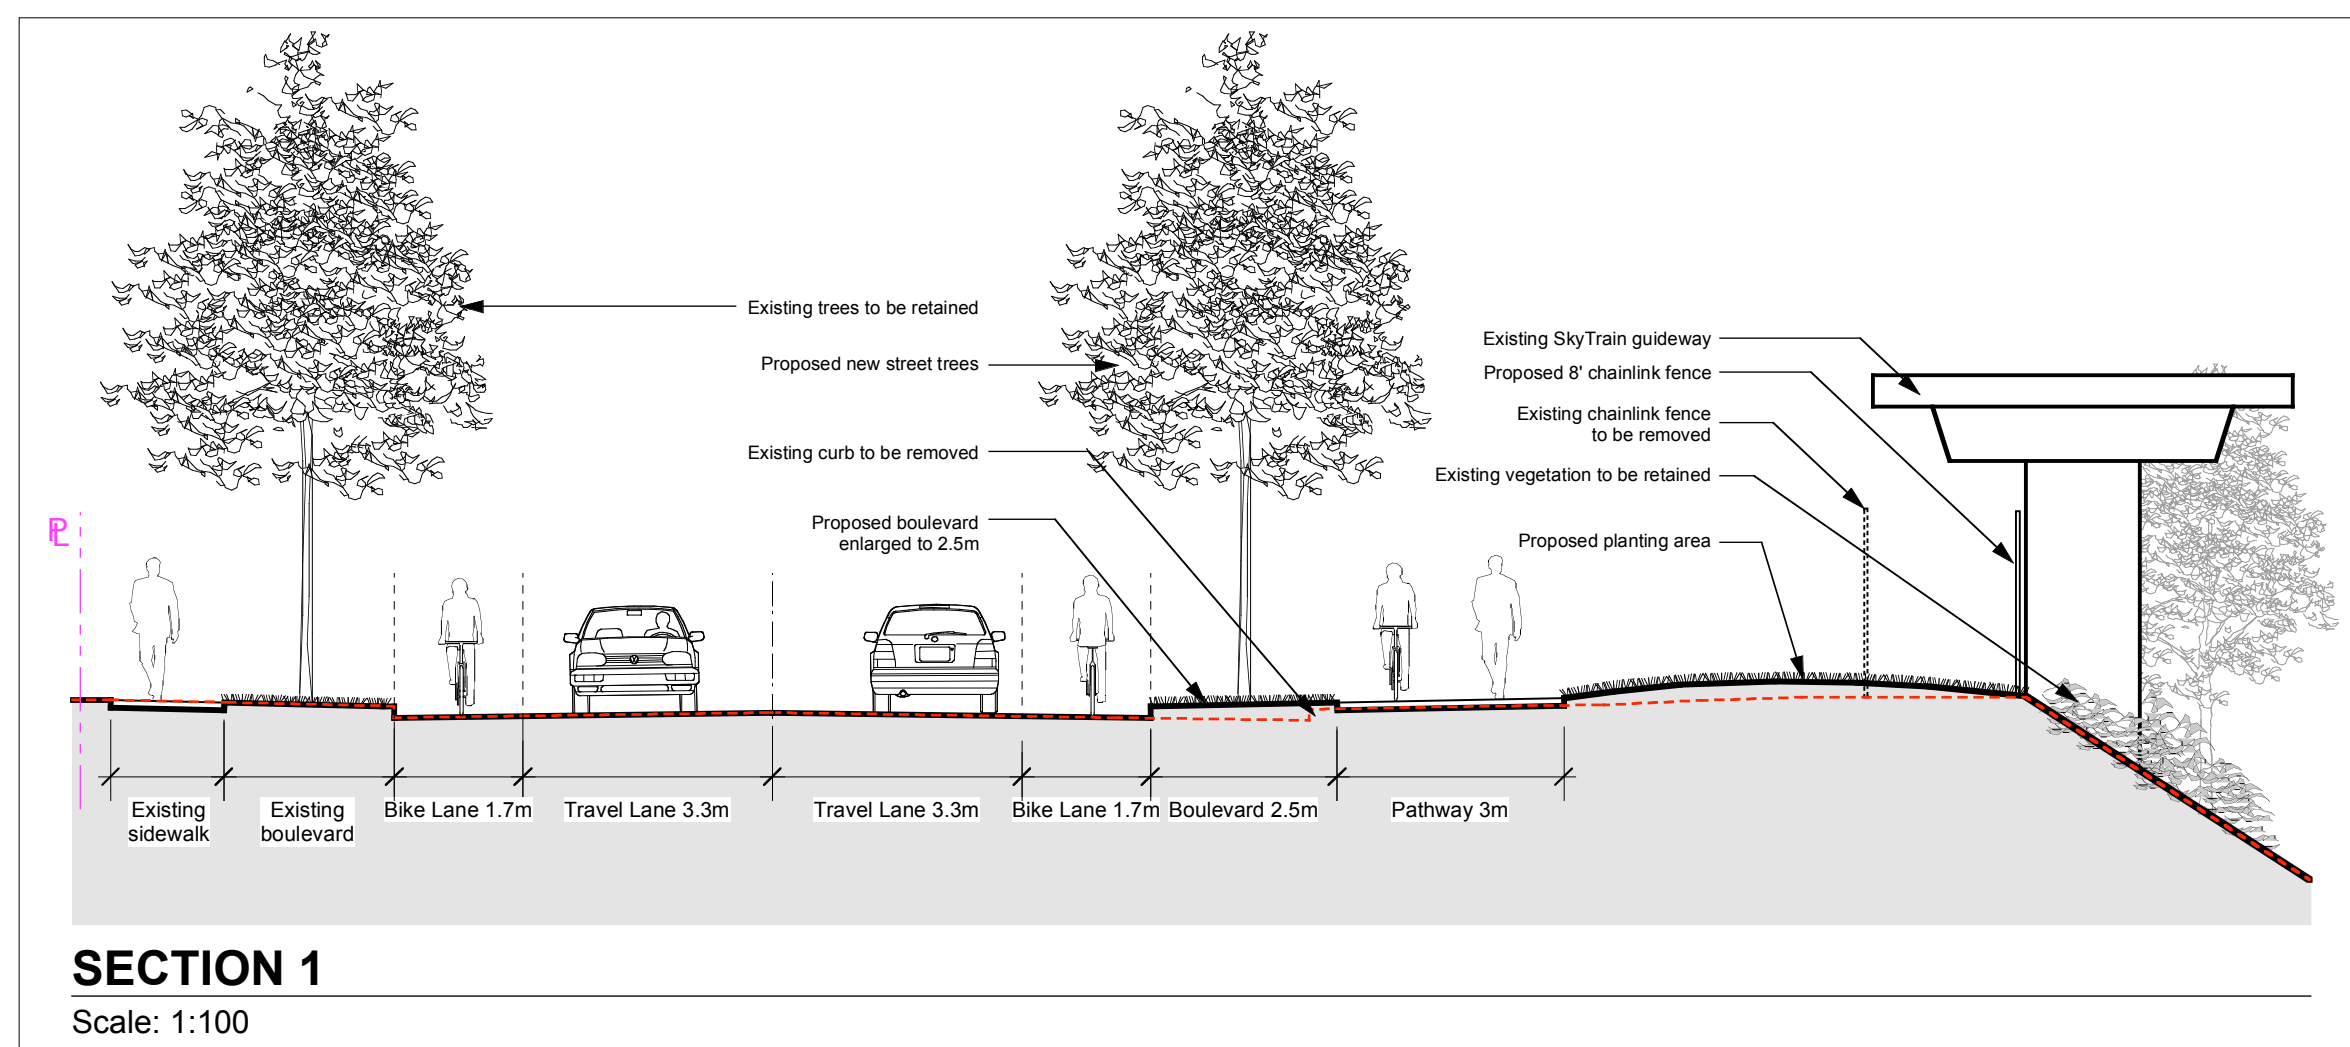 Existing trees to be retained
Proposed new street trees
Existing curb to be removed
Proposed boulevard
enlarged to 2.5m
Existing SkyTrain guideway
Proposed 8' chainlink fence
Existing chainlink fence
to be removed
Existing vegetation to be retained
Proposed planting area
PL
Existing
sidewalk
Existing
boulevard
Bike Lane 1.7m
Travel Lane 3.3m
Travel Lane 3.3m
Bike Lane 1.7m
Boulevard 2.5m
Pathway 3m
SECTION 1
Scale: 1:100